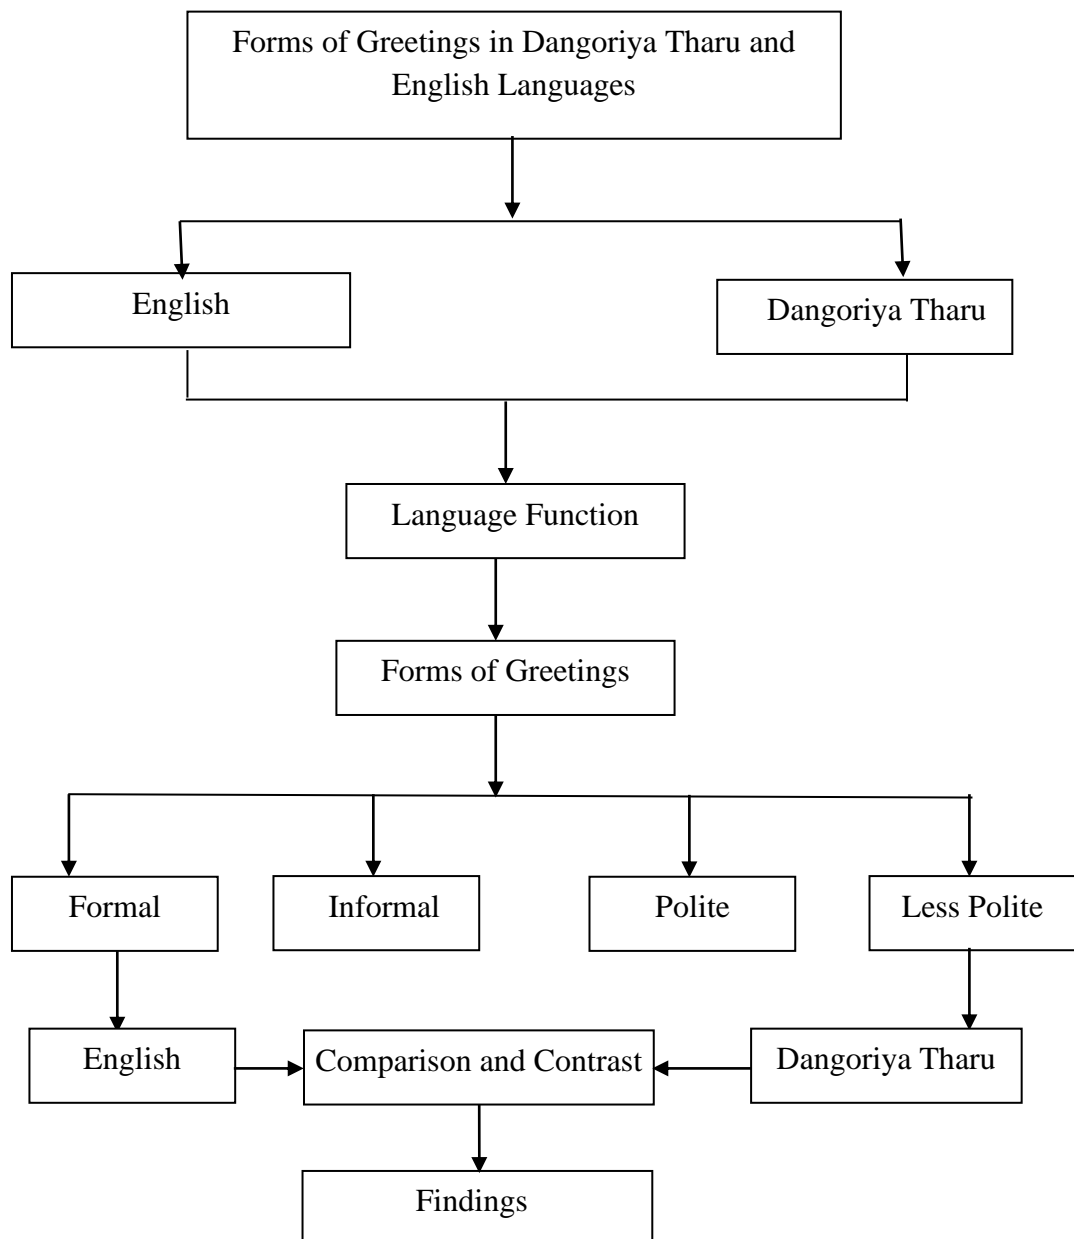 Forms of Greetings in Dangoriya Tharu and
English Languages
English
Dangoriya Tharu
Language Function
Forms of Greetings
Formal
Informal
Polite
Less Polite
English
Comparison and Contrast
Dangoriya Tharu
Findings